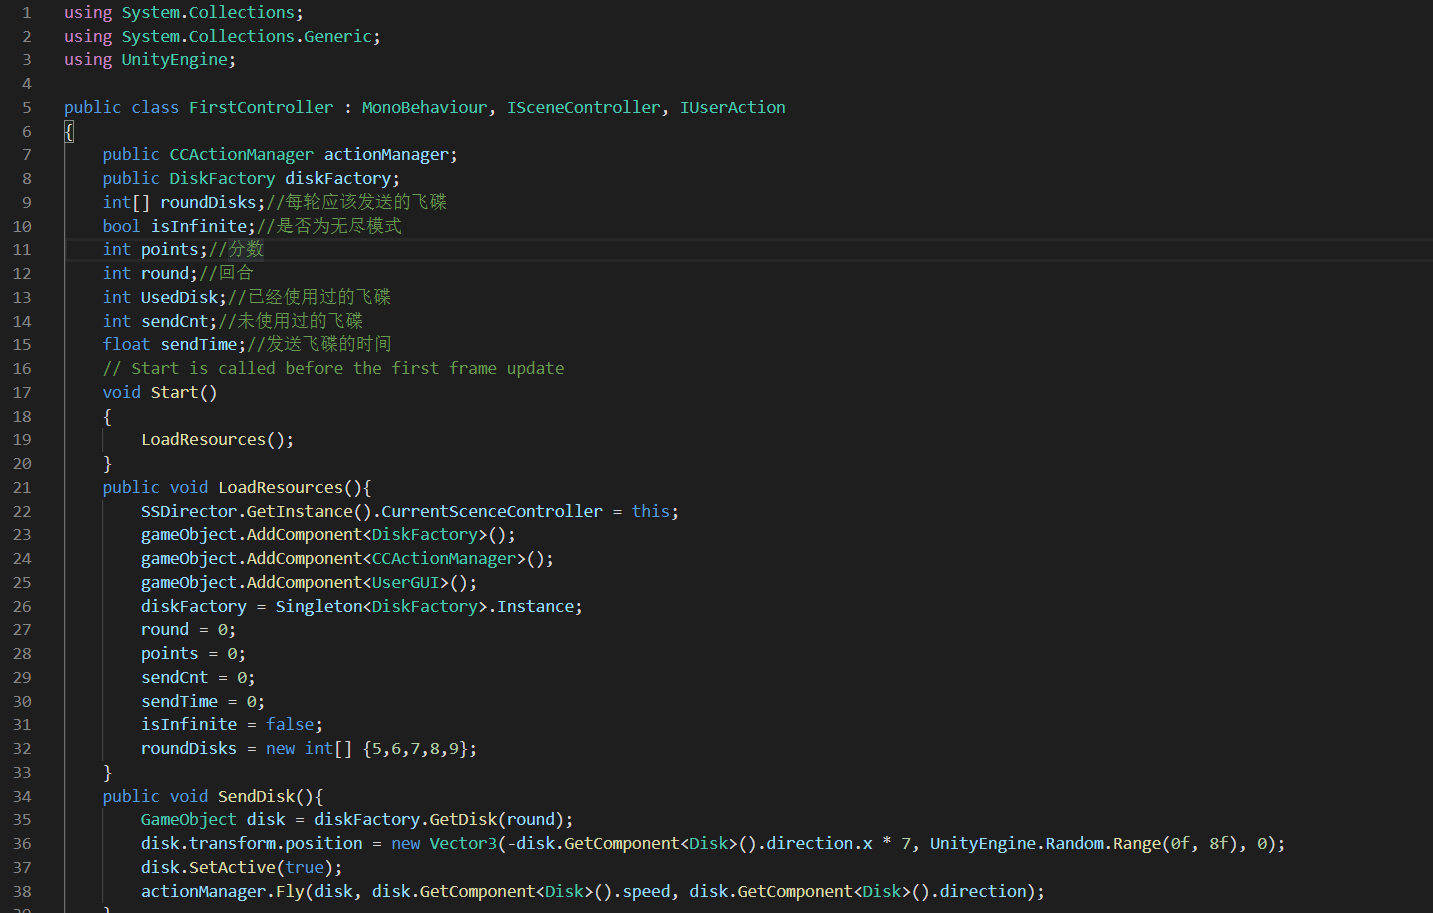 1 using System.Collections;
2 using System.Collections.Generic;
3 using UnityEngine;
4
5 public class FirstController : MonoBehaviour, ISceneController, IUserAction
6 {
7 public CCActionManager actionManager;
8 public DiskFactory diskFactory;
9 int[] roundDisks;//每轮应该发送的飞碟
10 bool isInfinite;//是否为无尽模式
11 int points;//分数
12 int round;//回合
13 int UsedDisk;//已经使用过的飞碟
14 int sendCnt;//未使用过的飞碟
15 float sendTime;//发送飞碟的时间
16 // Start is called before the first frame update
17 void Start()
18 {
19 LoadResources();
20 }
21 public void LoadResources(){
22 SSDirector.GetInstance().CurrentScenceController = this;
23 gameObject.AddComponent<DiskFactory>();
24 gameObject.AddComponent<CCActionManager>();
25 gameObject.AddComponent<UserGUI>();
26 diskFactory = Singleton<DiskFactory>.Instance;
27 round = 0;
28 points = 0;
29 sendCnt = 0;
30 sendTime = 0;
31 isInfinite = false;
32 roundDisks = new int[] {5,6,7,8,9};
33 }
34 public void SendDisk(){
35 GameObject disk = diskFactory.GetDisk(round);
36 disk.transform.position = new Vector3(-disk.GetComponent<Disk>().direction.x * 7, UnityEngine.Random.Range(0f, 8f), 0);
37 disk.SetActive(true);
38 actionManager.Fly(disk, disk.GetComponent<Disk>().speed, disk.GetComponent<Disk>().direction);